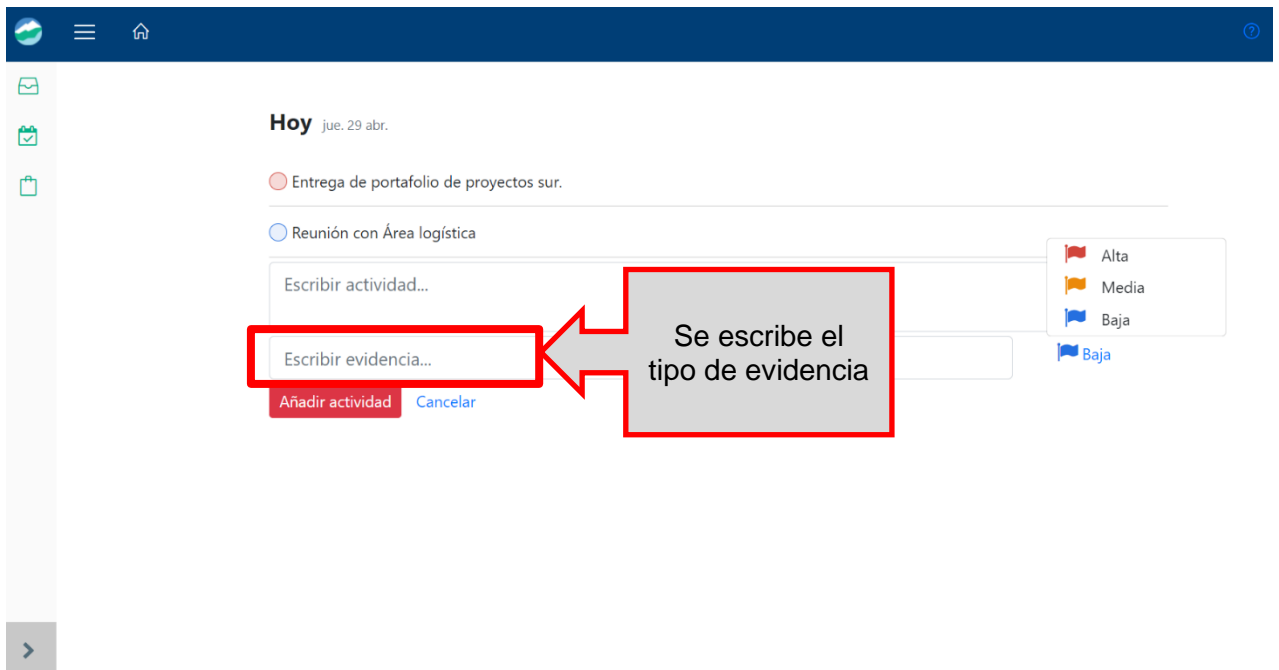 Hoy jue. 29 abr.
Entrega de portafolio de proyectos sur.
Reunión con Área logística
Escribir actividad...
Alta
Media
Baja
Escribir evidencia...
Se escribe el
tipo de evidencia
Baja
Añadir actividad Cancelar